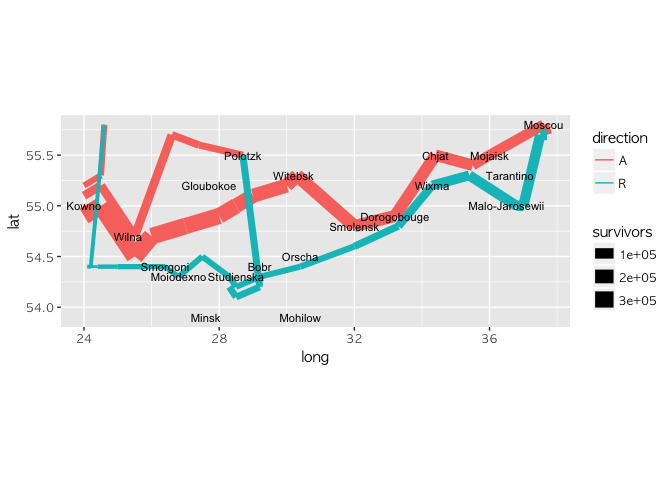 Moscou
Polotzk
Chjat
Mojaisk
Witebsk
Tarantino
Gloubokoe
Wixma
Kowno
Malo-Jarosewii
Dorogobouge
Smolensk
Wilna
Orscha
Smorgoni
Bobr
Moiodexno
Studienska
Minsk
Mohilow
55.5
55.0
54.5
54.0
lat
24
28
32
36
long
direction
A
R
survivors
1e+05
2e+05
3e+05